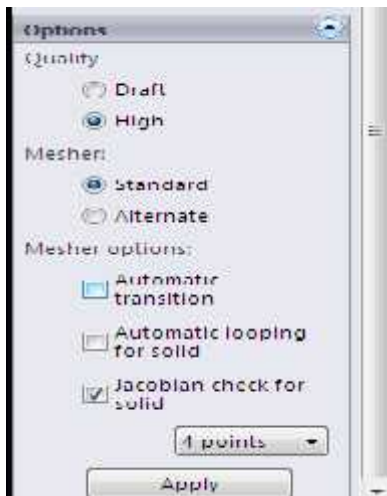 Options
Quality
Draft
High
Mesher:
Standard
Alternate
Mesher options:
Automatic
transition
Automatic looping
for solid
Jacobian check for
solid
4 points
Apply